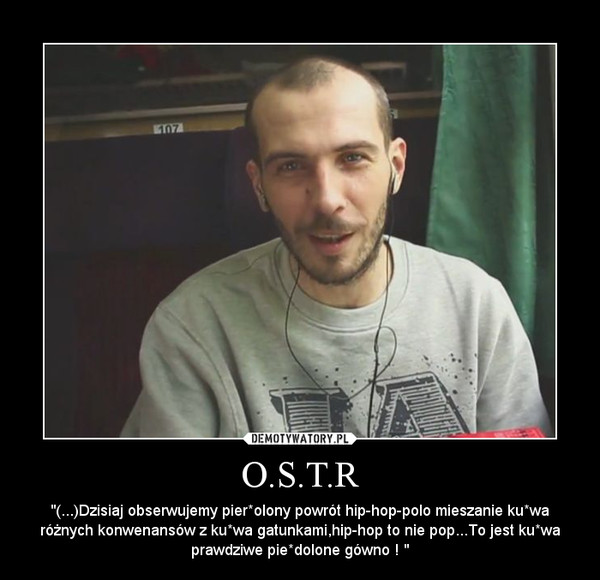 107
DEMOTYWATORY.PL
O.S.T.R
"(...)Dzisiaj obserwujemy pier*olony powrót hip-hop-polo mieszanie ku*wa
różnych konwenansów z ku*wa gatunkami,hip-hop to nie pop...To jest ku*wa
prawdziwe pie*dolone gówno ! "